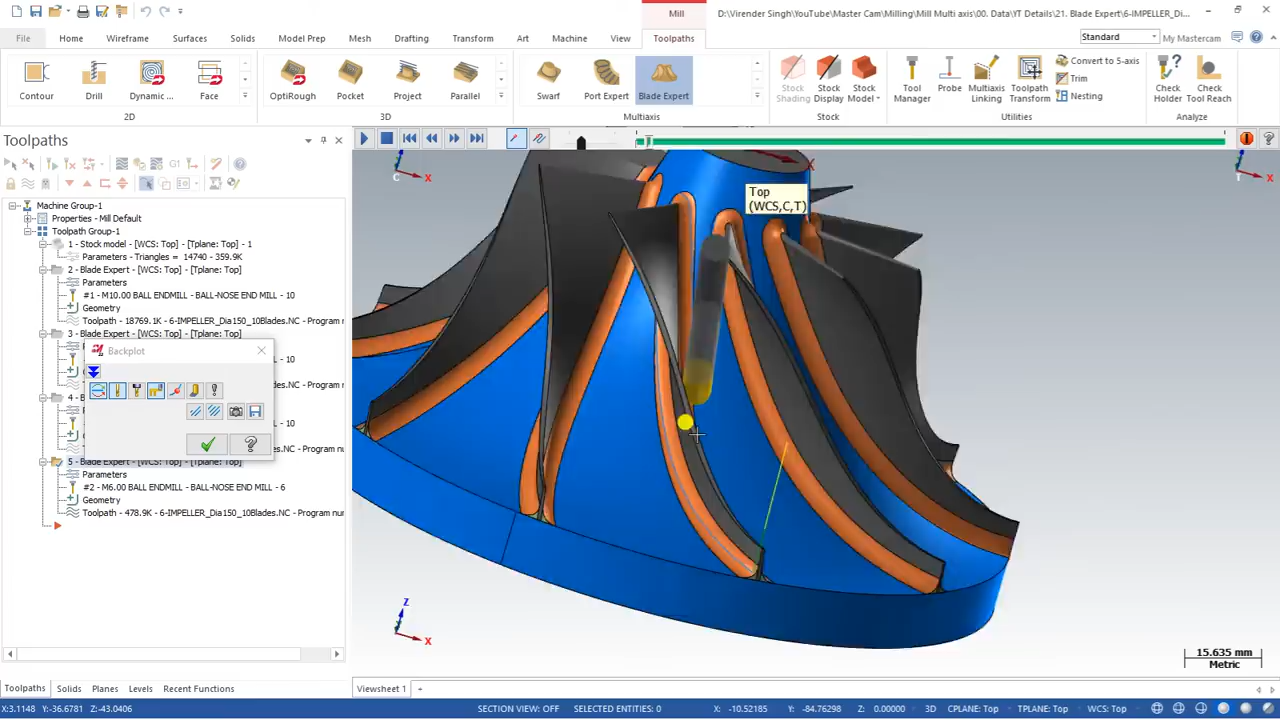 Mill
D:\Virender Singh\YouTube\Master Cam\Milling\Mill Multi axis\00. Data\YT Details\21. Blade Expert\6-IMPELLER_Di...
File Home Wireframe Surfaces Solids Model Prep Mesh Drafting Transform Art Machine View Toolpaths
Standard My Mastercam
Contour Drill Dynamic ... Face
2D
OptiRough Pocket Project Parallel
3D
Swarf Port Expert Blade Expert
Multiaxis
Stock Shading Stock Display Stock Model
Stock
Tool Manager Probe Multiaxis Linking Toolpath Transform
Convert to 5-axis
Trim
Nesting
Utilities
Check Holder Check Tool Reach
Analyze
Toolpaths
G1
Machine Group-1
Properties - Mill Default
Toolpath Group-1
1 - Stock model - [WCS: Top] - [Tplane: Top] - 1
Parameters - Triangles = 14740 - 359.9K
2 - Blade Expert - [WCS: Top] - [Tplane: Top]
Parameters
#1 - M10.00 BALL ENDMILL - BALL-NOSE END MILL - 10
Geometry
Toolpath - 18769.1K - 6-IMPELLER_Dia150_10Blades.NC - Program nur
3 - Blade Expert - [WCS: Top] - [Tplane: Top]
Backplot
- 10
Program nur
4 - B
- 10
Program nur
5 - Blade Expert - [WCS: Top] - [Tplane: Top]
Parameters
#2 - M6.00 BALL ENDMILL - BALL-NOSE END MILL - 6
Geometry
Toolpath - 478.9K - 6-IMPELLER_Dia150_10Blades.NC - Program num
C X
X
T X
Top
(WCS,C,T)
Z
X
15.635 mm
Metric
Toolpaths Solids Planes Levels Recent Functions
Viewsheet 1 +
X:3.1148 Y:-36.6781 Z:-43.0406
SECTION VIEW: OFF SELECTED ENTITIES: 0 X: -10.52185 Y: -84.76298 Z: 0.00000 3D CPLANE: Top TPLANE: Top WCS: Top